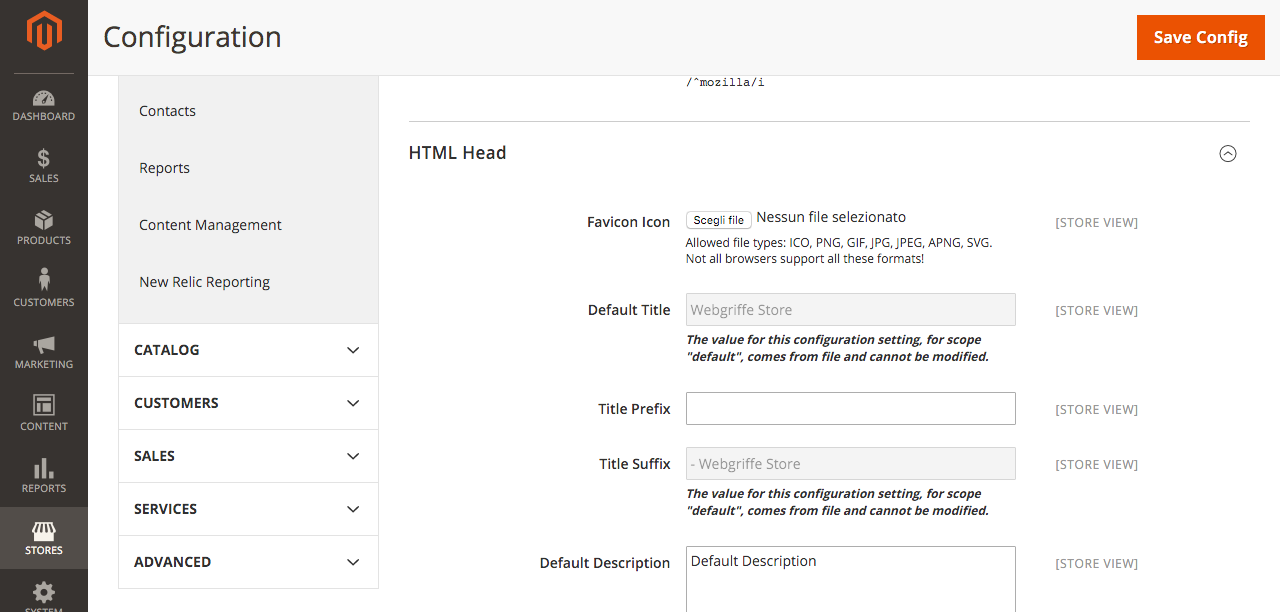 Configuration
Save Config
DASHBOARD
SALES
PRODUCTS
CUSTOMERS
MARKETING
CONTENT
REPORTS
STORES
SYSTEM
Contacts
Reports
Content Management
New Relic Reporting
CATALOG
CUSTOMERS
SALES
SERVICES
ADVANCED
/^mozilla/i
HTML Head
Favicon Icon
Scegli file Nessun file selezionato
[STORE VIEW]
Allowed file types: ICO, PNG, GIF, JPG, JPEG, APNG, SVG.
Not all browsers support all these formats!
Default Title
Webgriffe Store
[STORE VIEW]
The value for this configuration setting, for scope
"default", comes from file and cannot be modified.
Title Prefix
[STORE VIEW]
Title Suffix
- Webgriffe Store
[STORE VIEW]
The value for this configuration setting, for scope
"default", comes from file and cannot be modified.
Default Description
Default Description
[STORE VIEW]